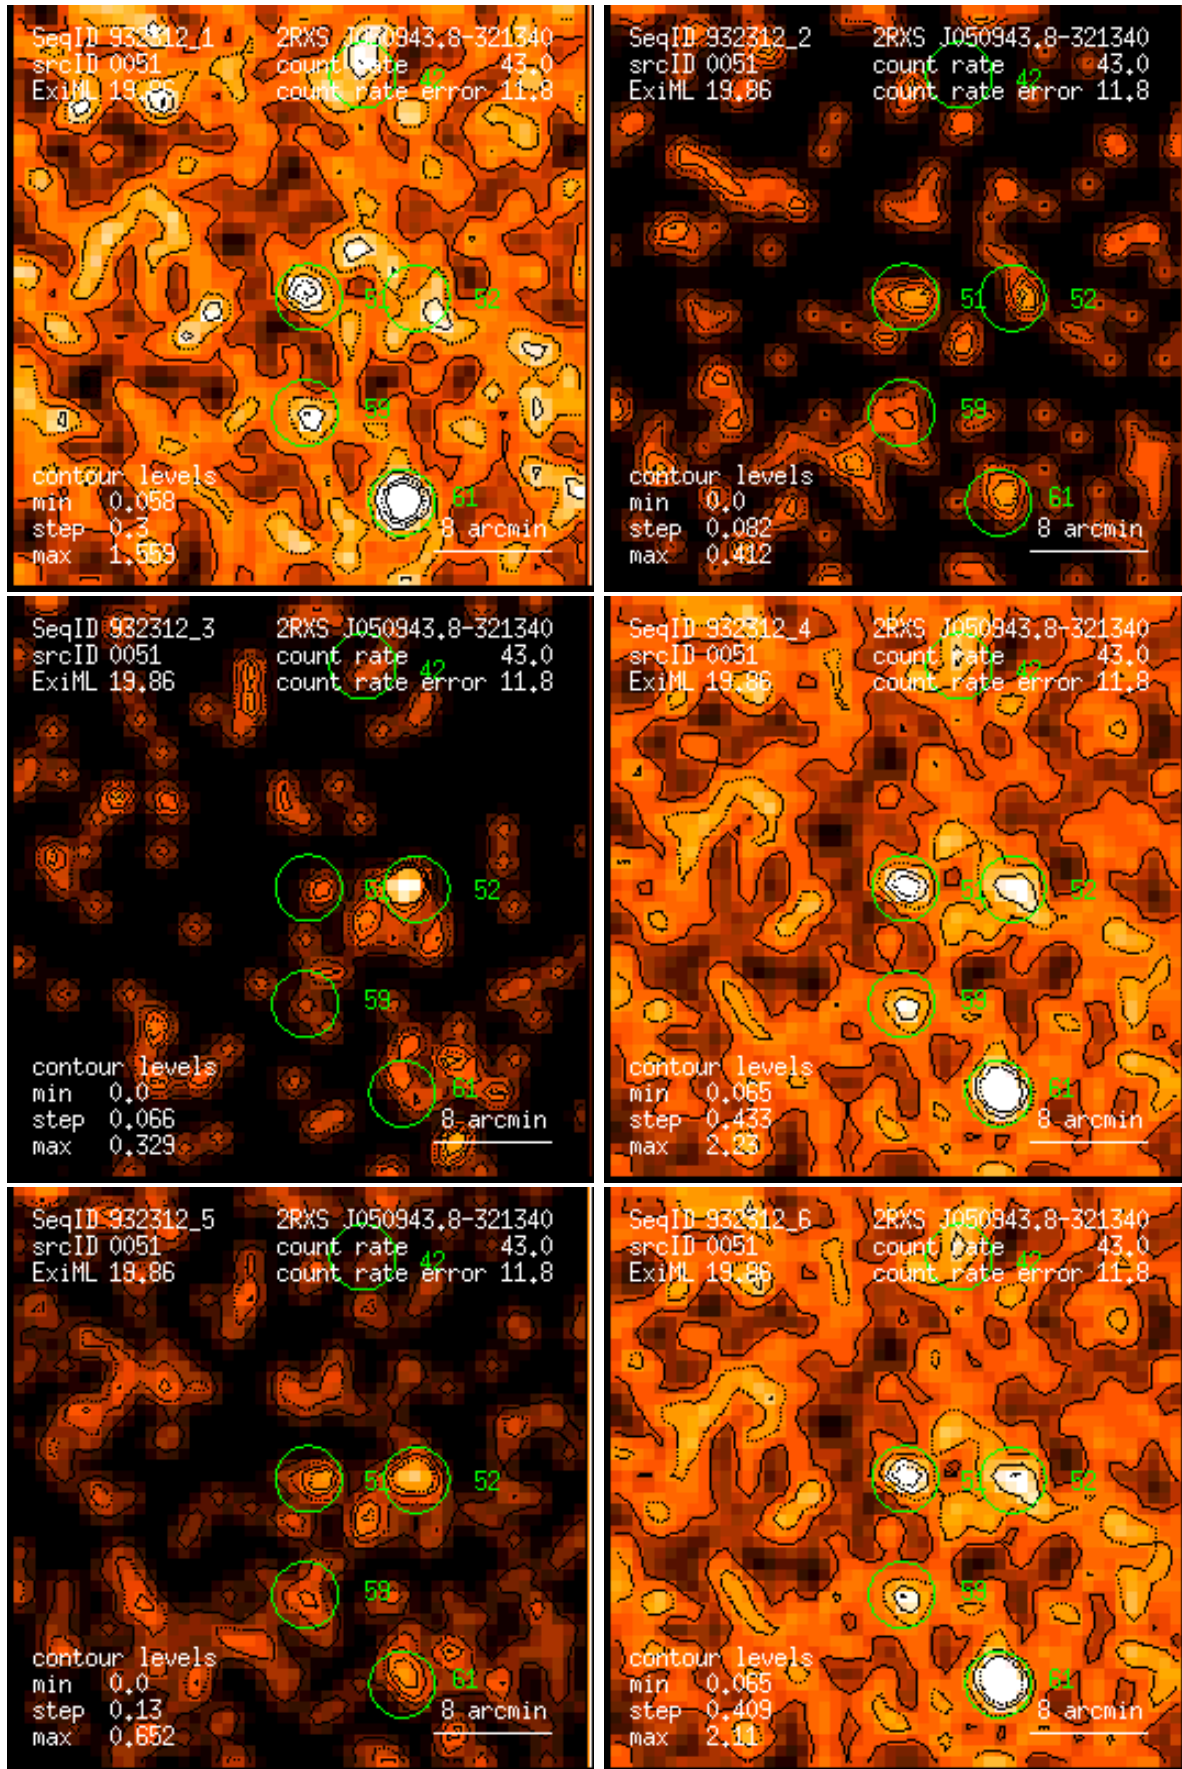 SeqID 932312_1 2RXS J050943.8-321340
srcID 0051 count rate 43.0
ExiML 19.86 count rate error 11.8
42
51 52
59
contour levels
min 0.058
61
step 0.3 8 arcmin
max 1.559
SeqID 932312_2 2RXS J050943.8-321340
srcID 0051 count rate 43.0
ExiML 19.86 count rate error 11.8
42
51 52
59
contour levels
min 0.0
61
step 0.082 8 arcmin
max 0.412
SeqID 932312_3 2RXS J050943.8-321340
srcID 0051 count rate 43.0
ExiML 19.86 count rate error 11.8
42
51 52
59
contour levels
min 0.0
61
step 0.066 8 arcmin
max 0.329
SeqID 932312_4 2RXS J050943.8-321340
srcID 0051 count rate 43.0
ExiML 19.86 count rate error 11.8
42
51 52
59
contour levels
min 0.065
61
step 0.433 8 arcmin
max 2.23
SeqID 932312_5 2RXS J050943.8-321340
srcID 0051 count rate 43.0
ExiML 19.86 count rate error 11.8
42
51 52
59
contour levels
min 0.0
61
step 0.13 8 arcmin
max 0.652
SeqID 932312_6 2RXS J050943.8-321340
srcID 0051 count rate 43.0
ExiML 19.86 count rate error 11.8
42
51 52
59
contour levels
min 0.065
61
step 0.409 8 arcmin
max 2.11